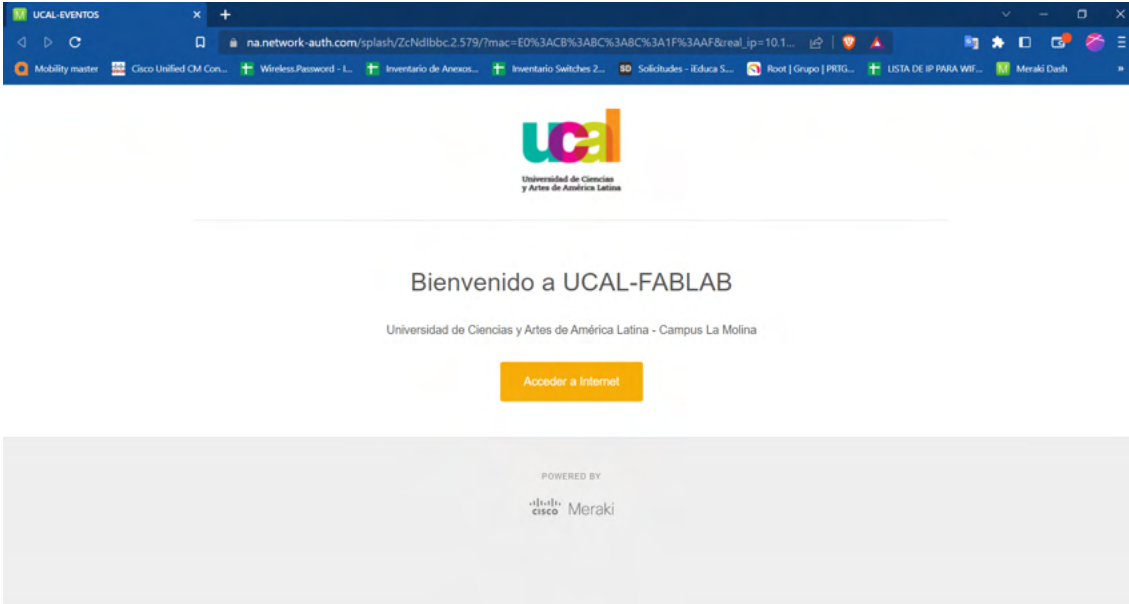 UCAL-EVENTOS
na.network-auth.com/splash/ZcNdIbbc.2.579/?mac=E0%3ACB%3ABC%3A8C%3A1F%3AAF&real_ip=10.1...
Mobility master Cisco Unified CM Con... Wireless.Password - L... Inventario de Anexos... Inventario Switches 2... SD Solicitudes - iEduca S... Root | Grupo | PRTG... LISTA DE IP PARA WIF... Meraki Dash »
ucal
Universidad de Ciencias
y Artes de América Latina
Bienvenido a UCAL-FABLAB
Universidad de Ciencias y Artes de América Latina - Campus La Molina
Acceder a Internet
POWERED BY
cisco Meraki